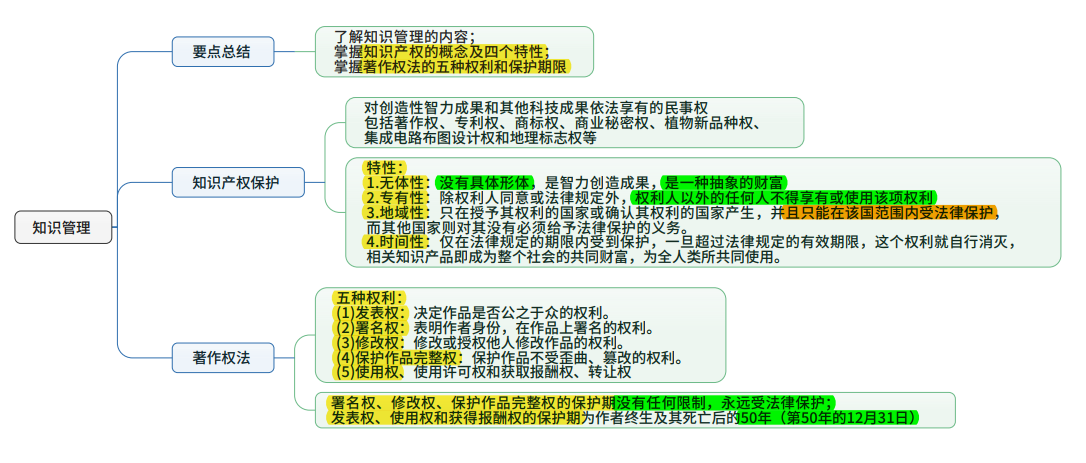 要点总结
了解知识管理的内容；
掌握知识产权的概念及四个特性；
掌握著作权法的五种权利和保护期限
对创造性智力成果和其他科技成果依法享有的民事权
包括著作权、专利权、商标权、商业秘密权、植物新品种权、
集成电路布图设计权和地理标志权等
知识产权保护
特性：
1.无体性：没有具体形体，是智力创造成果，是一种抽象的财富
2.专有性：除权利人同意或法律规定外，权利人以外的任何人不得享有或使用该项权利
3.地域性：只在授予其权利的国家或确认其权利的国家产生，并且只能在该国范围内受法律保护，
而其他国家则对其没有必须给予法律保护的义务。
4.时间性：仅在法律规定的期限内受到保护，一旦超过法律规定的有效期限，这个权利就自行消灭，
相关知识产品即成为整个社会的共同财富，为全人类所共同使用。
知识管理
五种权利：
(1)发表权：决定作品是否公之于众的权利。
(2)署名权：表明作者身份，在作品上署名的权利。
(3)修改权：修改或授权他人修改作品的权利。
(4)保护作品完整权：保护作品不受歪曲、篡改的权利。
(5)使用权、使用许可权和获取报酬权、转让权
著作权法
署名权、修改权、保护作品完整权的保护期没有任何限制，永远受法律保护；
发表权、使用权和获得报酬权的保护期为作者终生及其死亡后的50年（第50年的12月31日）